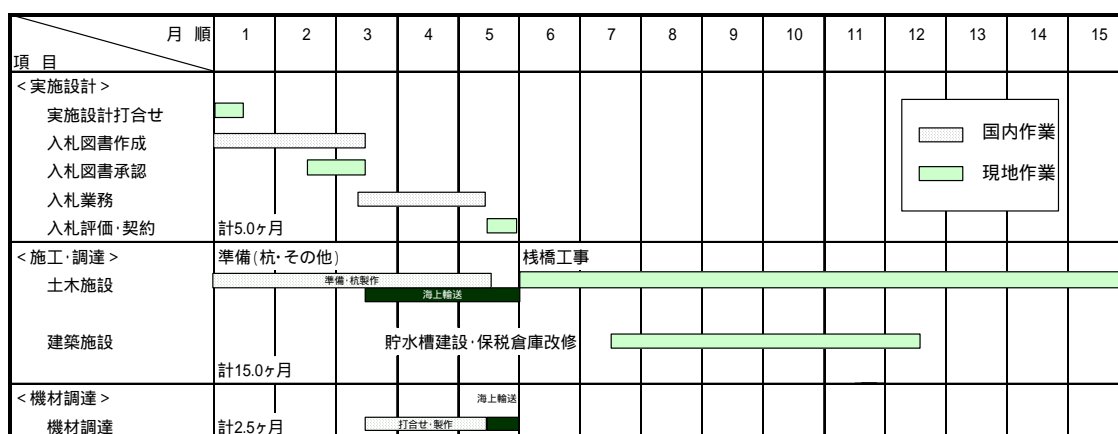 月 順 1 2 3 4 5 6 7 8 9 10 11 12 13 14 15
項 目
<実施設計>
実施設計打合せ
入札図書作成
入札図書承認
入札業務
入札評価・契約 計5.0ヶ月
国内作業
現地作業
<施工・調達> 準備(杭・その他) 桟橋工事
土木施設 準備・杭製作
海上輸送
建築施設 貯水槽建設・保税倉庫改修
計15.0ヶ月
<機材調達> 海上輸送
機材調達 計2.5ヶ月 打合せ・製作